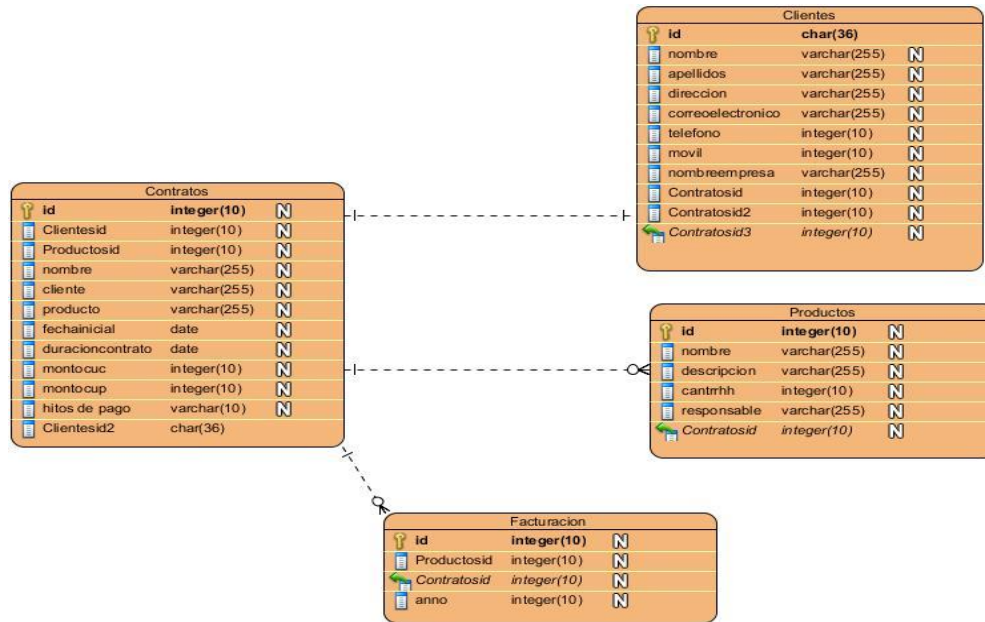 Clientes
id char(36)
nombre varchar(255) N
apellidos varchar(255) N
direccion varchar(255) N
correoelectronico varchar(255) N
telefono integer(10) N
movil integer(10) N
nombreempresa varchar(255) N
Contratosid integer(10) N
Contratosid2 integer(10) N
Contratosid3 integer(10) N
Contratos
id integer(10) N
Clientesid integer(10) N
Productosid integer(10) N
nombre varchar(255) N
cliente varchar(255) N
producto varchar(255) N
fechainicial date N
duracioncontrato date N
montocuc integer(10) N
montocup integer(10) N
hitos de pago varchar(10) N
Clientesid2 char(36)
Productos
id integer(10) N
nombre varchar(255) N
descripcion varchar(255) N
cantrrhh integer(10) N
responsable varchar(255) N
Contratosid integer(10) N
Facturacion
id integer(10) N
Productosid integer(10) N
Contratosid integer(10) N
anno integer(10) N